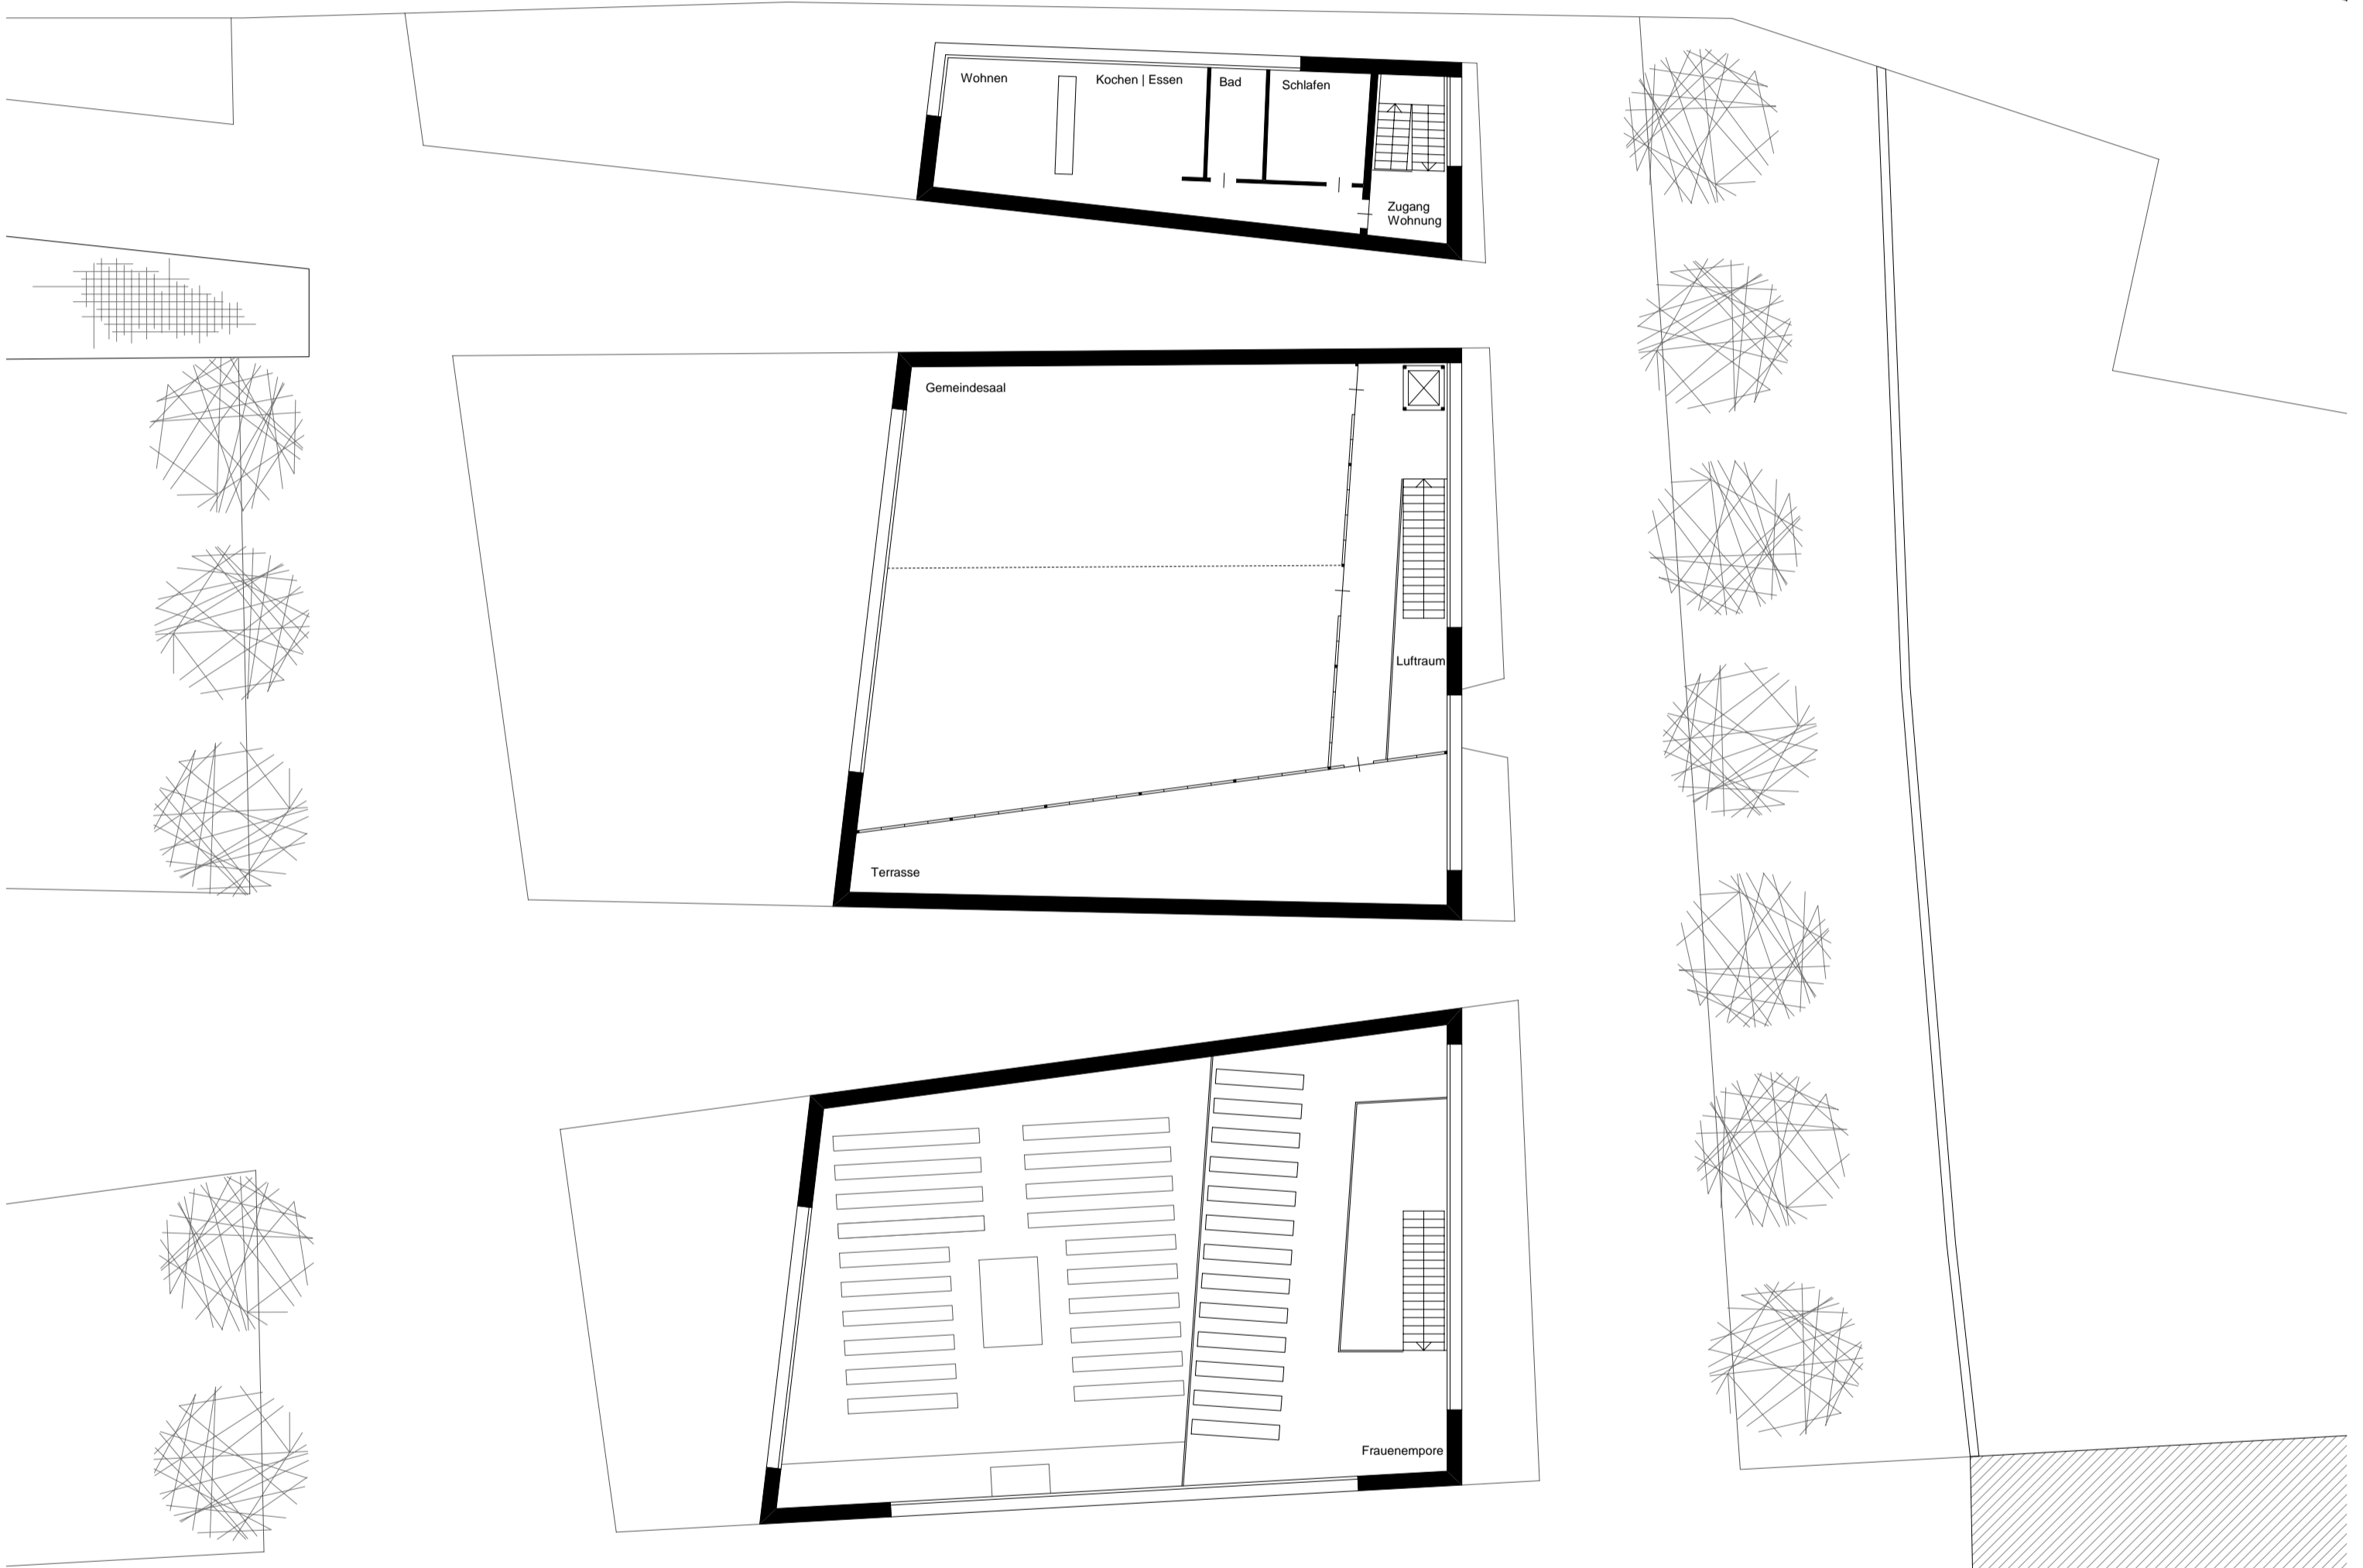 Wohnen
Kochen | Essen
Bad
Schlafen
Zugang
Wohnung
Gemeindesaal
Luftraum
Terrasse
Frauenempore